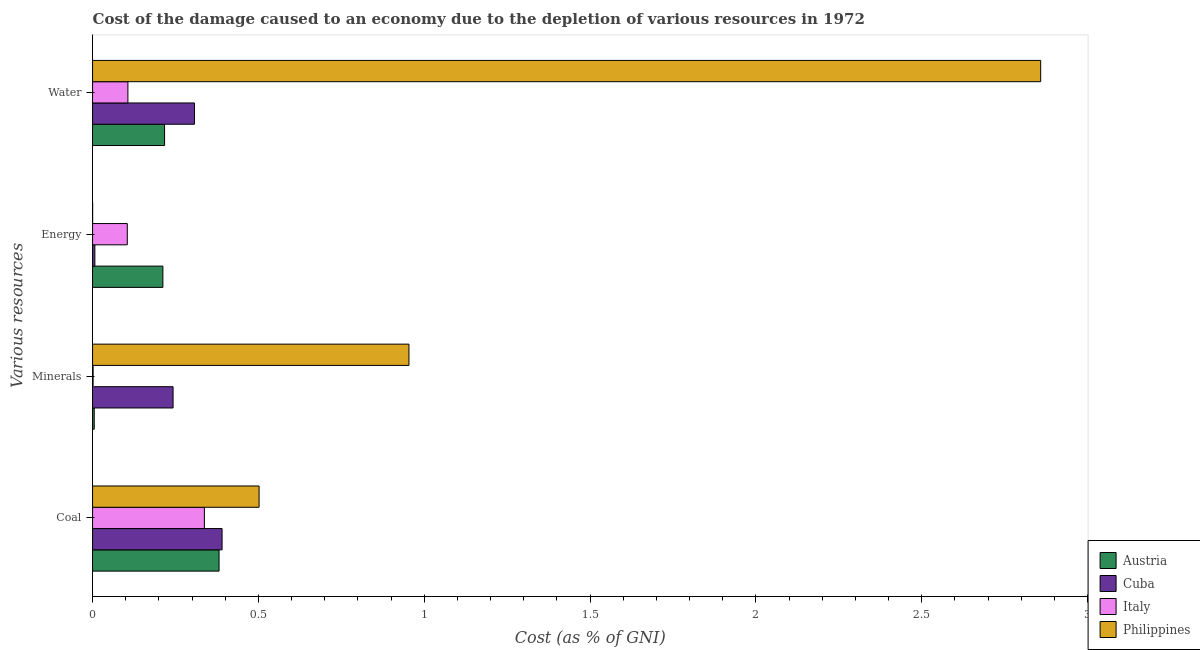 Cost of the damage caused to an economy due to the depletion of various resources in 1972
Various resources
Water
Energy
Minerals
Coal
0
0.5
1
1.5
2
2.5
Cost (as % of GNI)
Austria
Cuba
Italy
Philippines